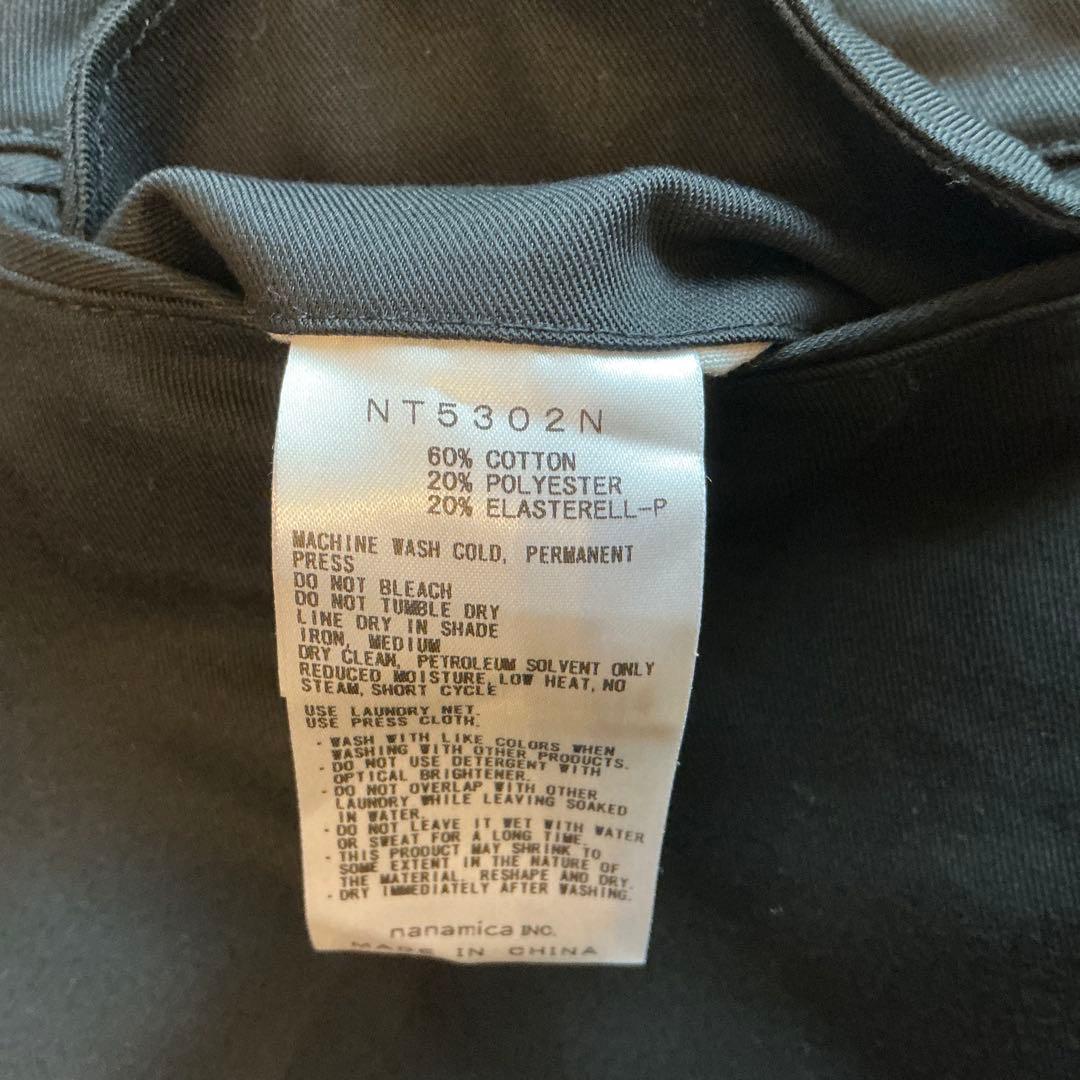 NT5302N
60% COTTON
20% POLYESTER
20% ELASTERELL-P
MACHINE WASH COLD, PERMANENT
PRESS
DO NOT BLEACH
DO NOT TUMBLE DRY
LINE DRY IN SHADE
IRON, MEDIUM
DRY CLEAN, PETROLEUM SOLVENT ONLY
REDUCED MOISTURE, LOW HEAT, NO
STEAM, SHORT CYCLE
USE LAUNDRY NET.
USE PRESS CLOTH.
・WASH WITH LIKE COLORS WHEN
WASHING WITH OTHER PRODUCTS.
・DO NOT USE DETERGENT WITH
OPTICAL BRIGHTENER.
・DO NOT OVERLAP WITH OTHER
LAUNDRY WHILE LEAVING SOAKED
IN WATER.
・DO NOT LEAVE IT WET WITH WATER
OR SWEAT FOR A LONG TIME.
・THIS PRODUCT MAY SHRINK TO
SOME EXTENT IN THE NATURE OF
THE MATERIAL. RESHAPE AND DRY.
・DRY IMMEDIATELY AFTER WASHING.
nanamica INC.
MADE IN CHINA